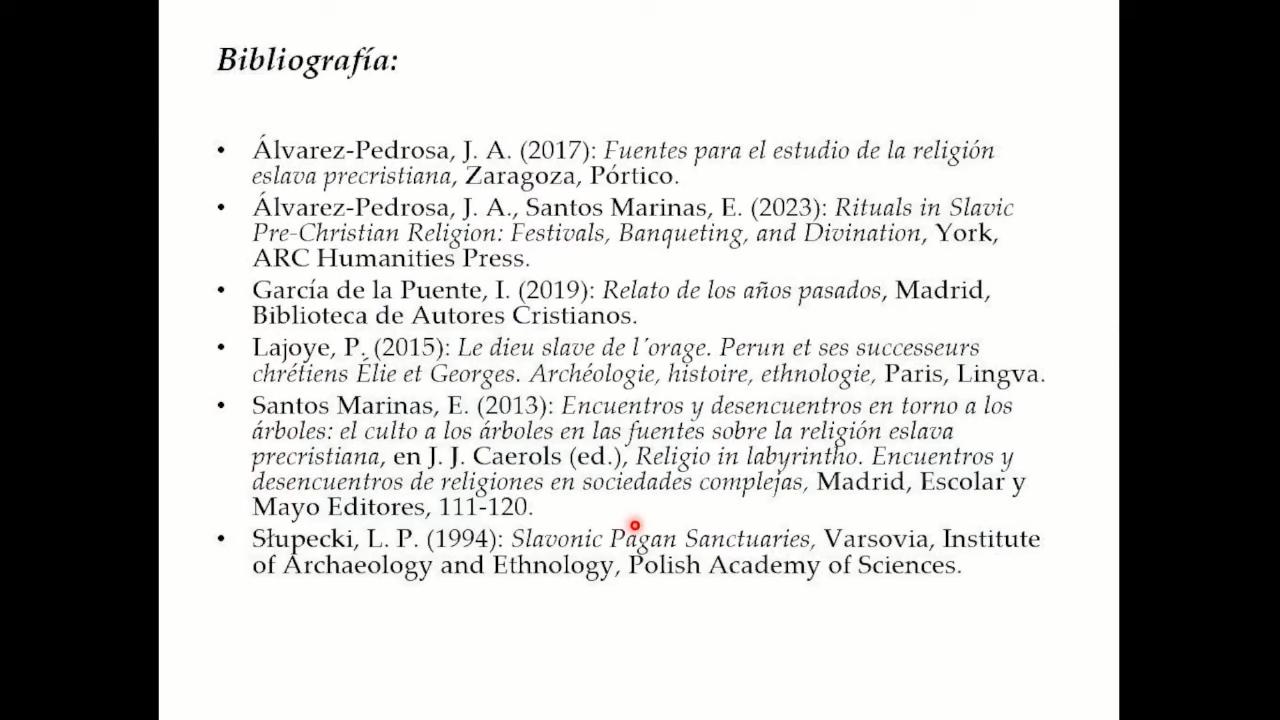 Bibliografía:
• Álvarez-Pedrosa, J. A. (2017): Fuentes para el estudio de la religión
eslava precristiana, Zaragoza, Pórtico.
• Álvarez-Pedrosa, J. A., Santos Marinas, E. (2023): Rituals in Slavic
Pre-Christian Religion: Festivals, Banqueting, and Divination, York,
ARC Humanities Press.
• García de la Puente, I. (2019): Relato de los años pasados, Madrid,
Biblioteca de Autores Cristianos.
• Lajoye, P. (2015): Le dieu slave de l´orage. Perun et ses successeurs
chrétiens Élie et Georges. Archéologie, histoire, ethnologie, Paris, Lingva.
• Santos Marinas, E. (2013): Encuentros y desencuentros en torno a los
árboles: el culto a los árboles en las fuentes sobre la religión eslava
precristiana, en J. J. Caerols (ed.), Religio in labyrintho. Encuentros y
desencuentros de religiones en sociedades complejas, Madrid, Escolar y
Mayo Editores, 111-120.
• Słupecki, L. P. (1994): Slavonic Pagan Sanctuaries, Varsovia, Institute
of Archaeology and Ethnology, Polish Academy of Sciences.